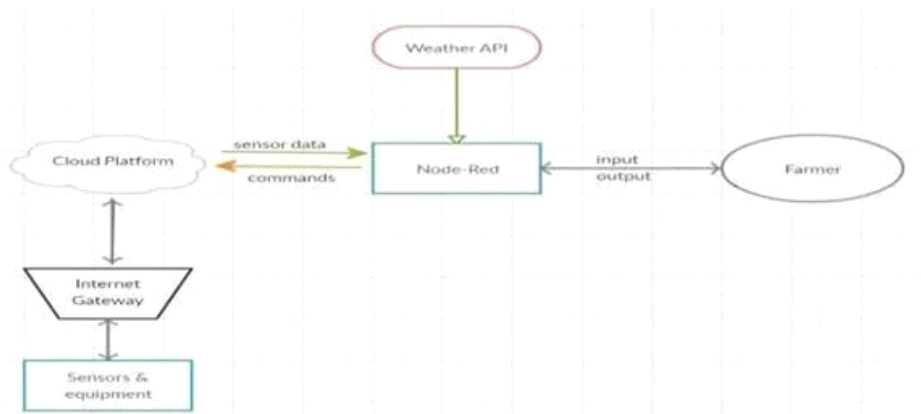 Weather API
sensor data
Cloud Platform
commands
Node-Red
input
output
Farmer
Internet
Gateway
Sensors &
equipment